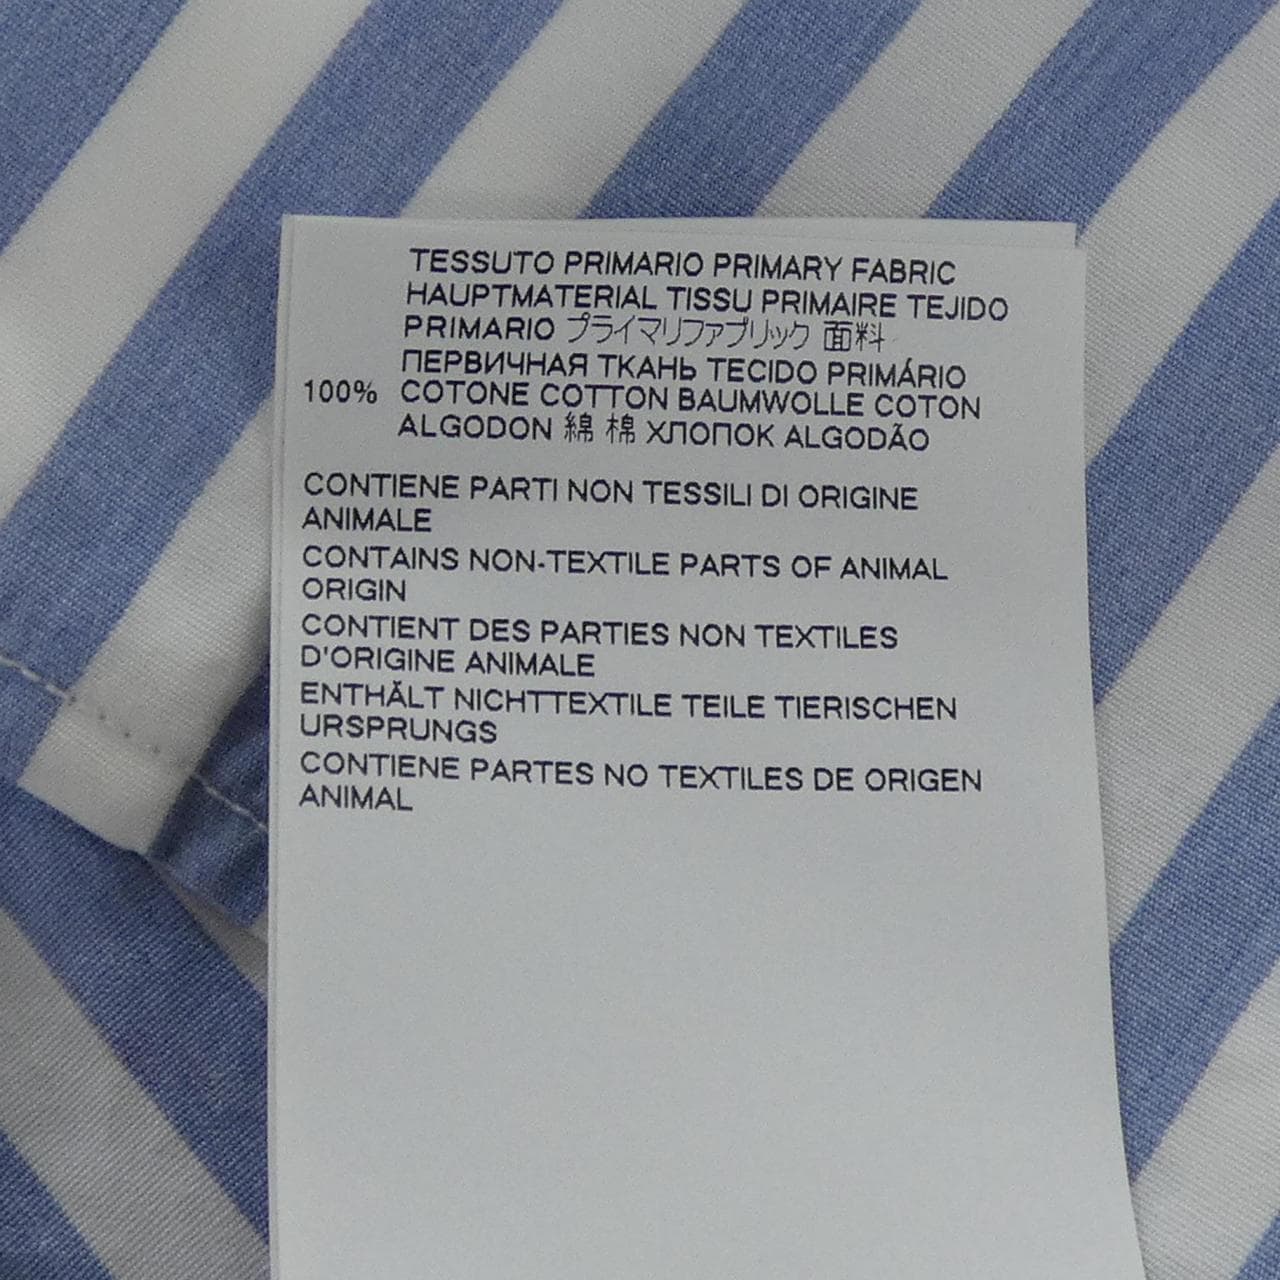 TESSUTO PRIMARIO PRIMARY FABRIC
HAUPTMATERIAL TISSU PRIMAIRE TEJIDO
PRIMARIO プライマリファブリック 面料
ПЕРВИЧНАЯ ТКАНЬ TECIDO PRIMÁRIO
100% COTONE COTTON BAUMWOLLE COTON
ALGODON 綿 棉 ХЛОПОК ALGODÃO
CONTIENE PARTI NON TESSILI DI ORIGINE
ANIMALE
CONTAINS NON-TEXTILE PARTS OF ANIMAL
ORIGIN
CONTIENT DES PARTIES NON TEXTILES
D'ORIGINE ANIMALE
ENTHÄLT NICHTTEXTILE TEILE TIERISCHEN
URSPRUNGS
CONTIENE PARTES NO TEXTILES DE ORIGEN
ANIMAL